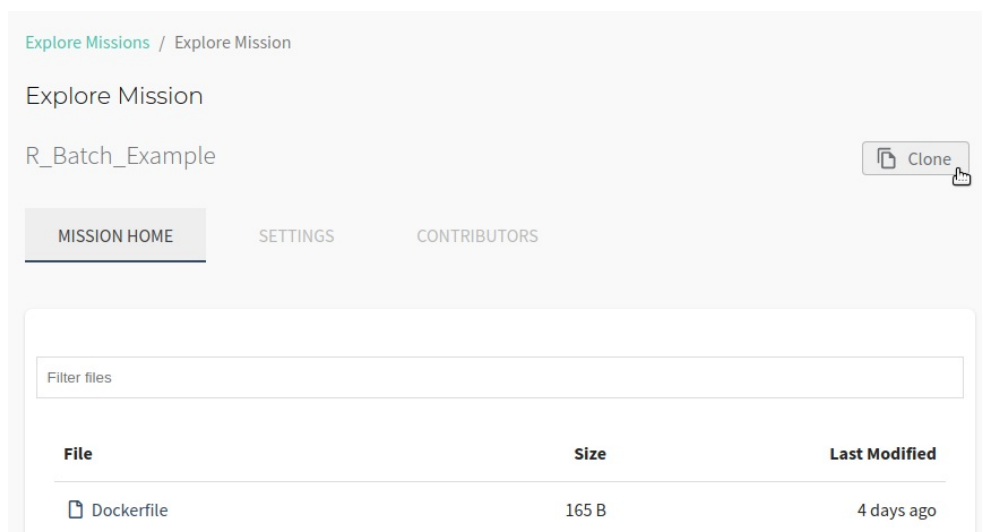 Explore Missions / Explore Mission
Explore Mission
R_Batch_Example
Clone
MISSION HOME SETTINGS CONTRIBUTORS
Filter files
File Size Last Modified
Dockerfile 165 B 4 days ago